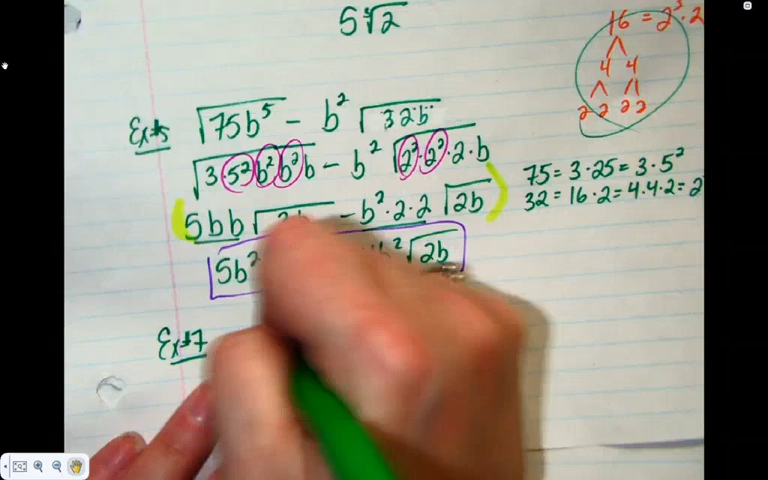 5∜2
16 = 2³·2
4 4
2 2 2 2
Ex#5 √75b⁵ - b² √32b
√3·5²b²b²b - b² √2²·2²·2·b
75 = 3·25 = 3·5²
32 = 16·2 = 4·4·2 = 2
5bb√ - b²·2·2 √2b
5b² b²√2b
Ex#7